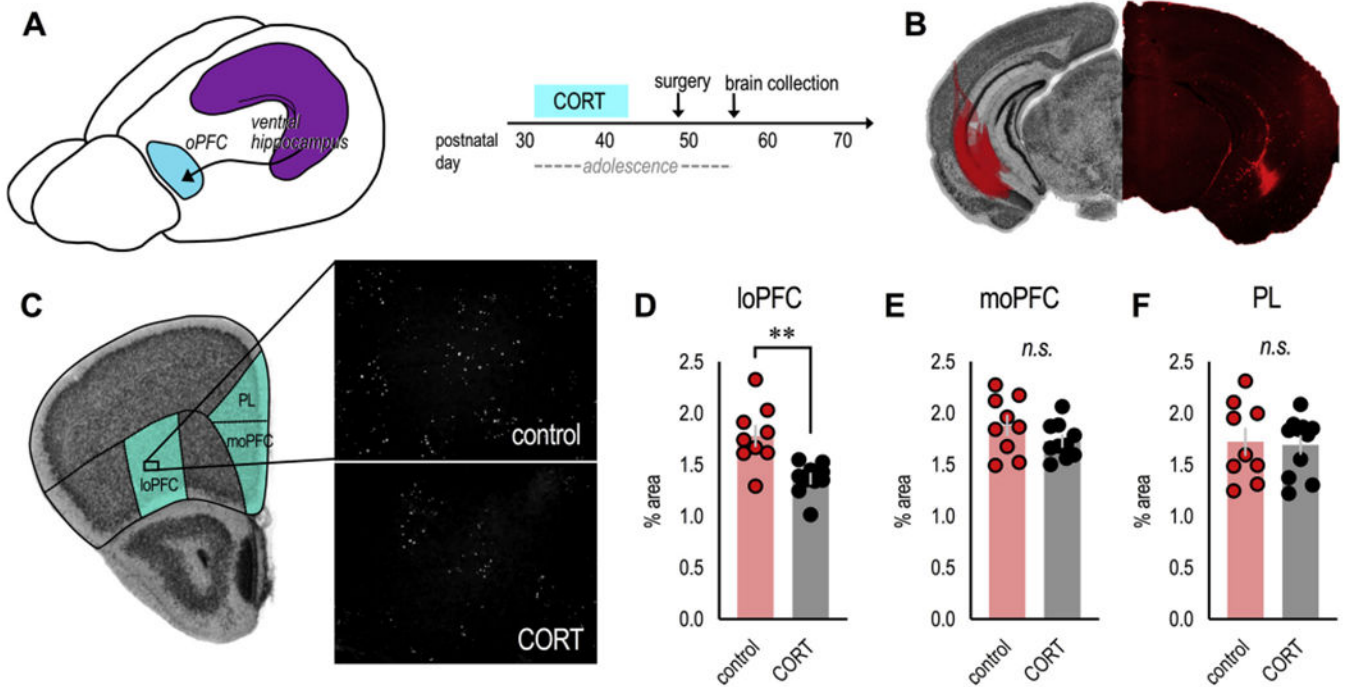 A
oPFC
ventral
hippocampus
CORT
surgery
brain collection
postnatal
day
30 40 50 60 70
adolescence
B
C
PL
moPFC
loPFC
control
CORT
D
loPFC
**
% area
2.5
2.0
1.5
1.0
0.5
0.0
control
CORT
E
moPFC
n.s.
% area
2.5
2.0
1.5
1.0
0.5
0.0
control
CORT
F
PL
n.s.
% area
2.5
2.0
1.5
1.0
0.5
0.0
control
CORT